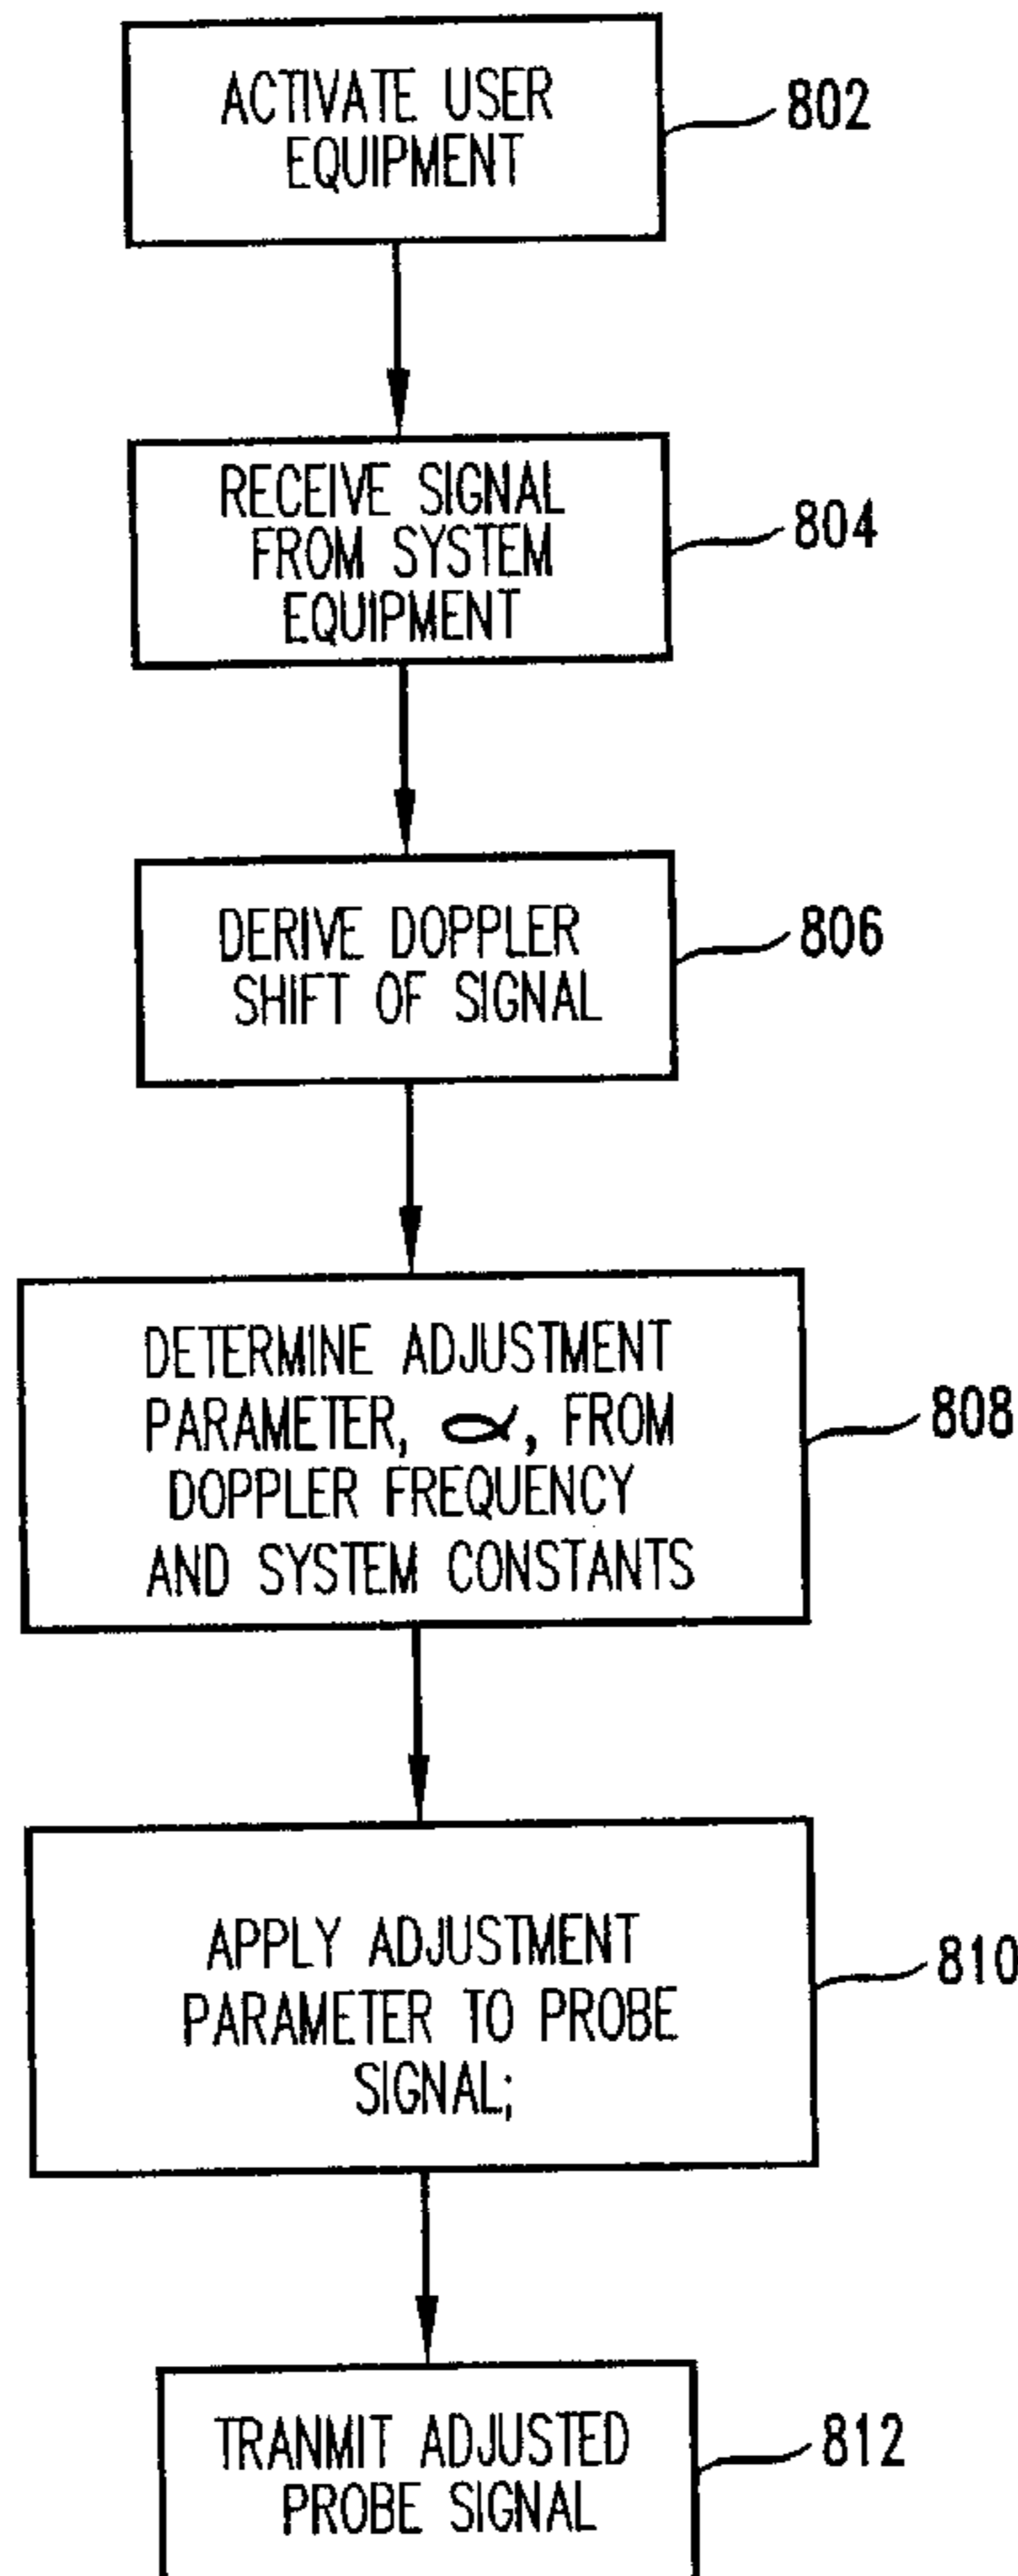 ACTIVATE USER
EQUIPMENT
802
RECEIVE SIGNAL
FROM SYSTEM
EQUIPMENT
804
DERIVE DOPPLER
SHIFT OF SIGNAL
806
DETERMINE ADJUSTMENT
PARAMETER, α, FROM
DOPPLER FREQUENCY
AND SYSTEM CONSTANTS
808
APPLY ADJUSTMENT
PARAMETER TO PROBE
SIGNAL;
810
TRANMIT ADJUSTED
PROBE SIGNAL
812